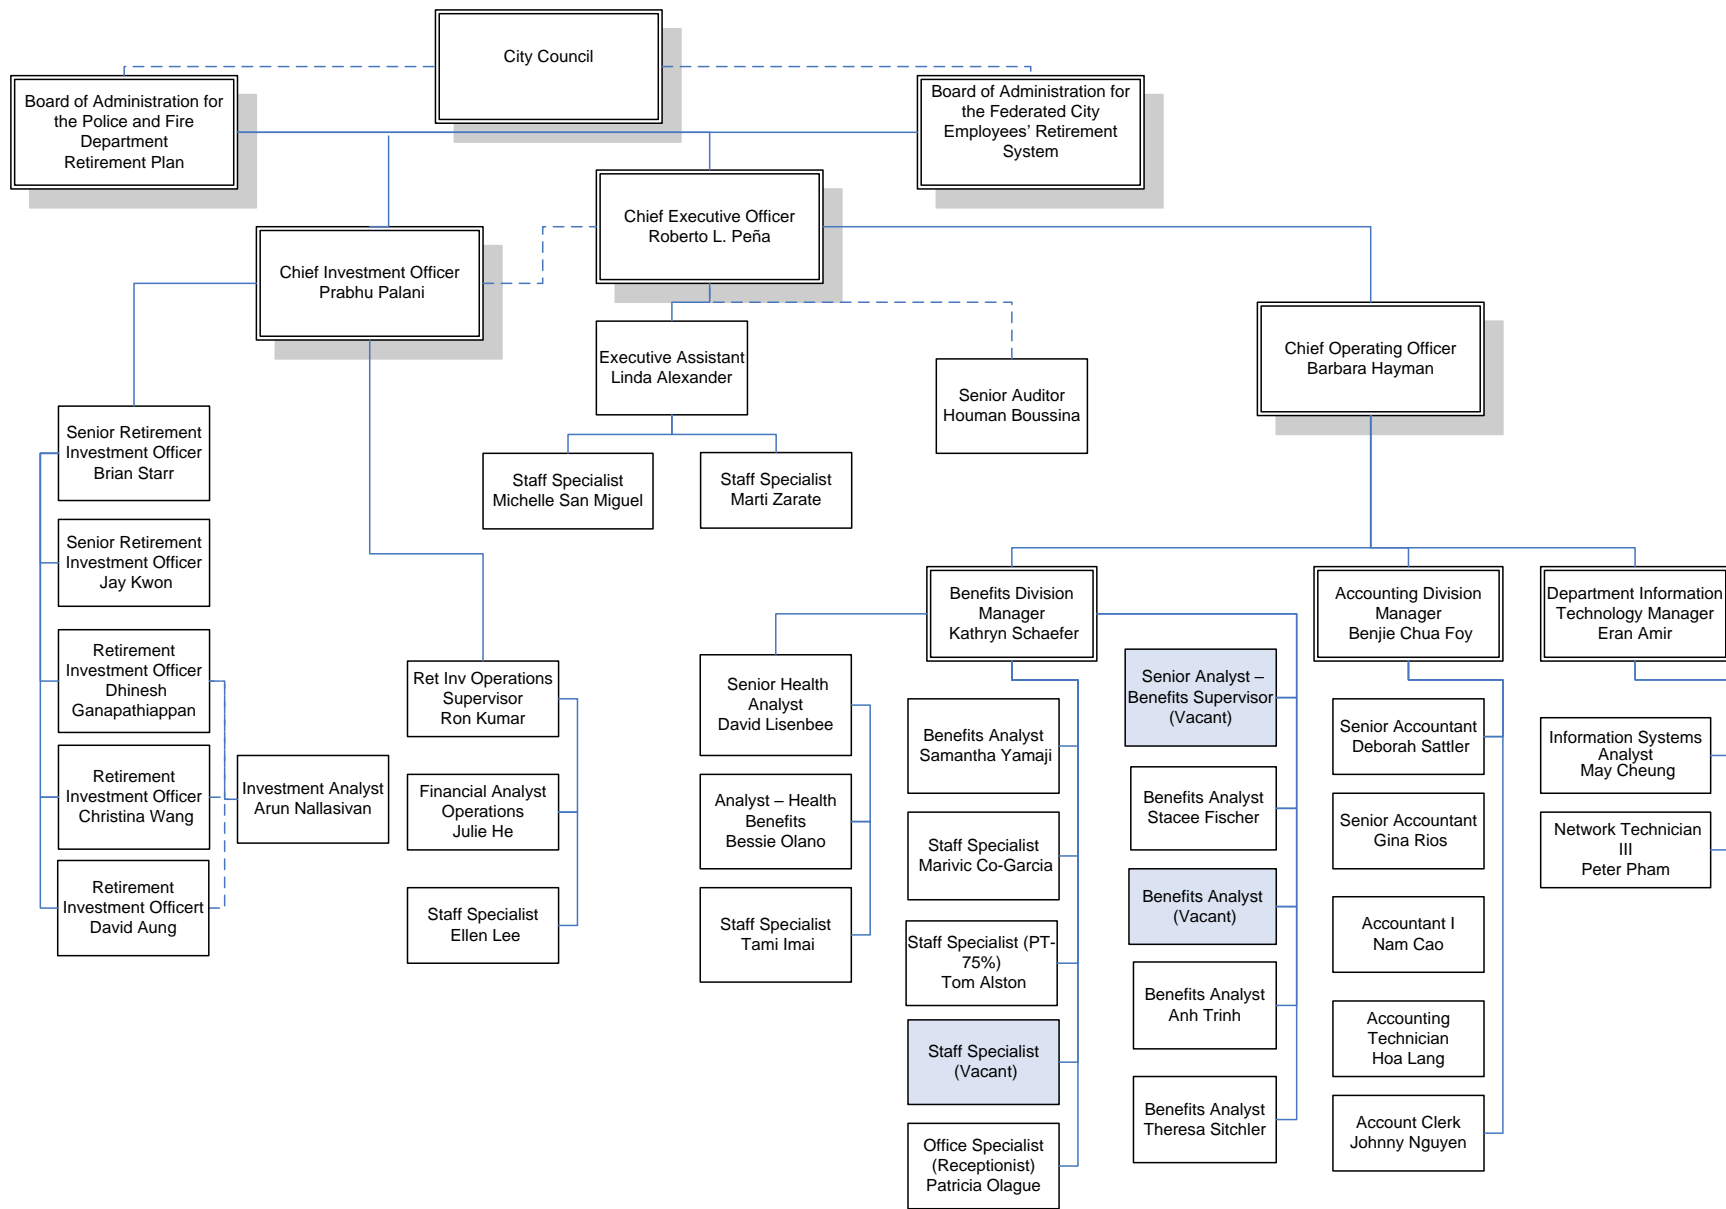 City Council
Board of Administration for
the Police and Fire
Department
Retirement Plan
Board of Administration for
the Federated City
Employees’ Retirement
System
Chief Executive Officer
Roberto L. Peña
Chief Investment Officer
Prabhu Palani
Executive Assistant
Linda Alexander
Senior Auditor
Houman Boussina
Chief Operating Officer
Barbara Hayman
Staff Specialist
Michelle San Miguel
Staff Specialist
Marti Zarate
Senior Retirement
Investment Officer
Brian Starr
Senior Retirement
Investment Officer
Jay Kwon
Retirement
Investment Officer
Dhinesh
Ganapathiappan
Retirement
Investment Officer
Christina Wang
Retirement
Investment Officert
David Aung
Investment Analyst
Arun Nallasivan
Ret Inv Operations
Supervisor
Ron Kumar
Financial Analyst
Operations
Julie He
Staff Specialist
Ellen Lee
Benefits Division
Manager
Kathryn Schaefer
Senior Health
Analyst
David Lisenbee
Analyst – Health
Benefits
Bessie Olano
Staff Specialist
Tami Imai
Benefits Analyst
Samantha Yamaji
Staff Specialist
Marivic Co-Garcia
Staff Specialist (PT-
75%)
Tom Alston
Staff Specialist
(Vacant)
Office Specialist
(Receptionist)
Patricia Olague
Senior Analyst –
Benefits Supervisor
(Vacant)
Benefits Analyst
Stacee Fischer
Benefits Analyst
(Vacant)
Benefits Analyst
Anh Trinh
Benefits Analyst
Theresa Sitchler
Accounting Division
Manager
Benjie Chua Foy
Senior Accountant
Deborah Sattler
Senior Accountant
Gina Rios
Accountant I
Nam Cao
Accounting
Technician
Hoa Lang
Account Clerk
Johnny Nguyen
Department Information
Technology Manager
Eran Amir
Information Systems
Analyst
May Cheung
Network Technician
III
Peter Pham